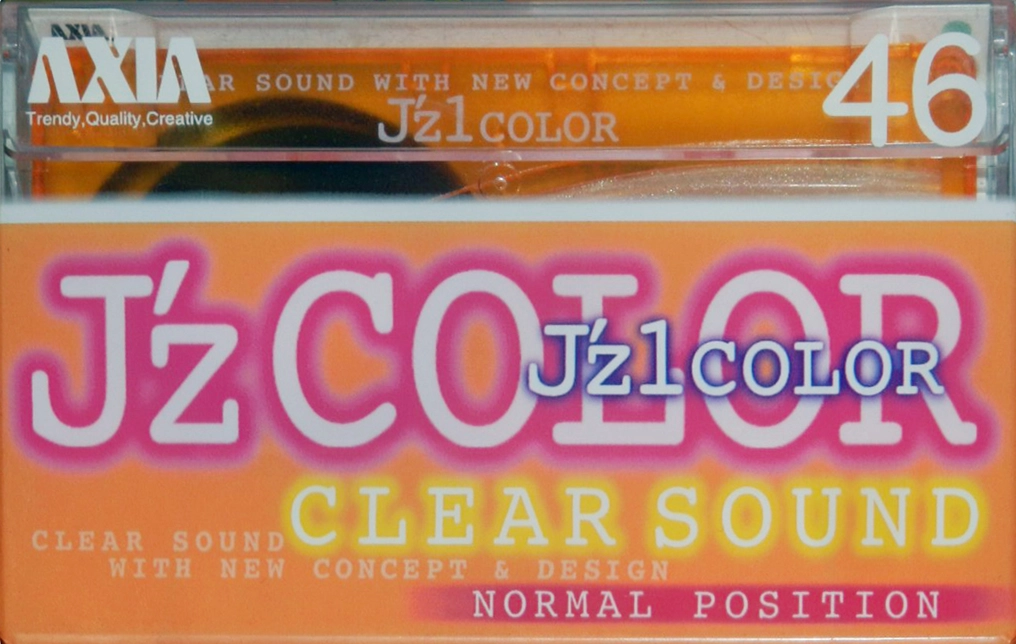 AXIA
AXIA
Trendy,Quality,Creative
46
CLEAR SOUND WITH NEW CONCEPT & DESIGN
J'z1 COLOR
J'z COLOR
J'z1 COLOR
CLEAR SOUND
CLEAR SOUND
WITH NEW CONCEPT & DESIGN
NORMAL POSITION